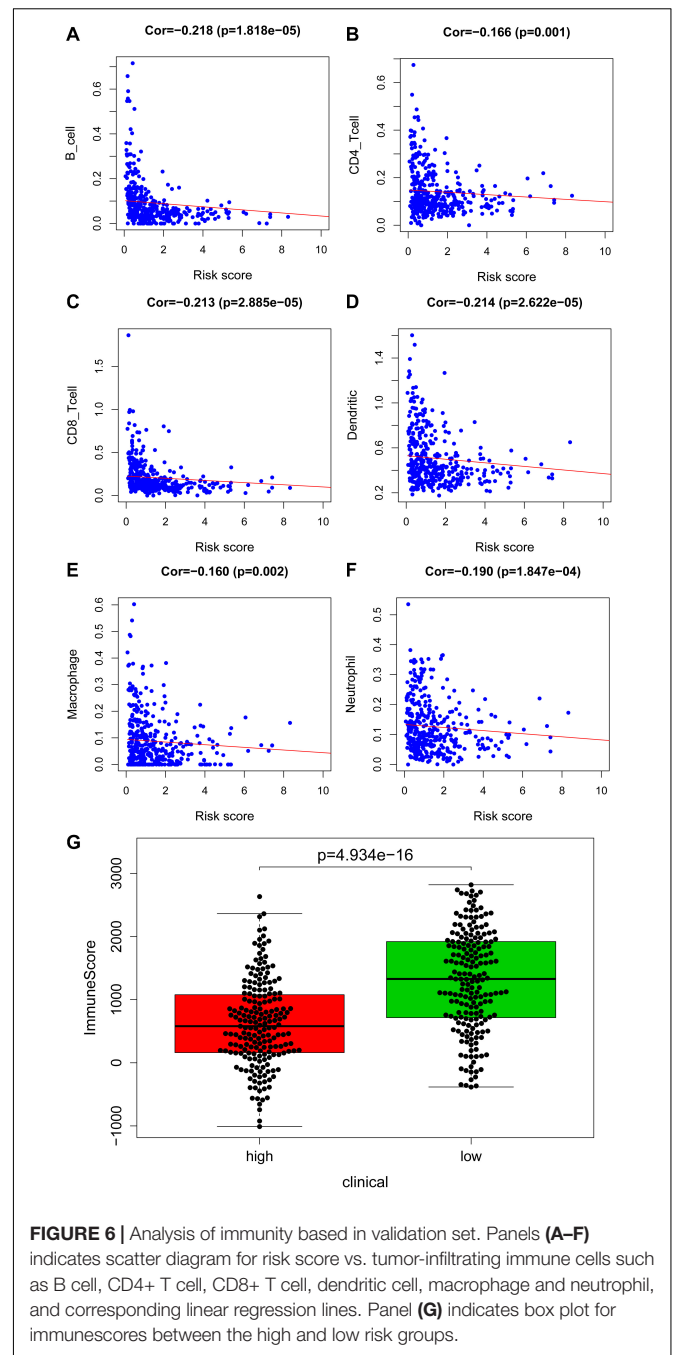 A
Cor=−0.218 (p=1.818e−05)
B_cell
0.0 0.2 0.4 0.6
0 2 4 6 8 10
Risk score
B
Cor=−0.166 (p=0.001)
CD4_Tcell
0.0 0.2 0.4 0.6
0 2 4 6 8 10
Risk score
C
Cor=−0.213 (p=2.885e−05)
CD8_Tcell
0.0 0.5 1.0 1.5
0 2 4 6 8 10
Risk score
D
Cor=−0.214 (p=2.622e−05)
Dendritic
0.2 0.6 1.0 1.4
0 2 4 6 8 10
Risk score
E
Cor=−0.160 (p=0.002)
Macrophage
0.0 0.1 0.2 0.3 0.4 0.5 0.6
0 2 4 6 8 10
Risk score
F
Cor=−0.190 (p=1.847e−04)
Neutrophil
0.0 0.1 0.2 0.3 0.4 0.5
0 2 4 6 8 10
Risk score
G
p=4.934e−16
ImmuneScore
−1000 0 1000 2000 3000
high low
clinical
FIGURE 6 | Analysis of immunity based in validation set. Panels (A–F)
indicates scatter diagram for risk score vs. tumor-infiltrating immune cells such
as B cell, CD4+ T cell, CD8+ T cell, dendritic cell, macrophage and neutrophil,
and corresponding linear regression lines. Panel (G) indicates box plot for
immunescores between the high and low risk groups.